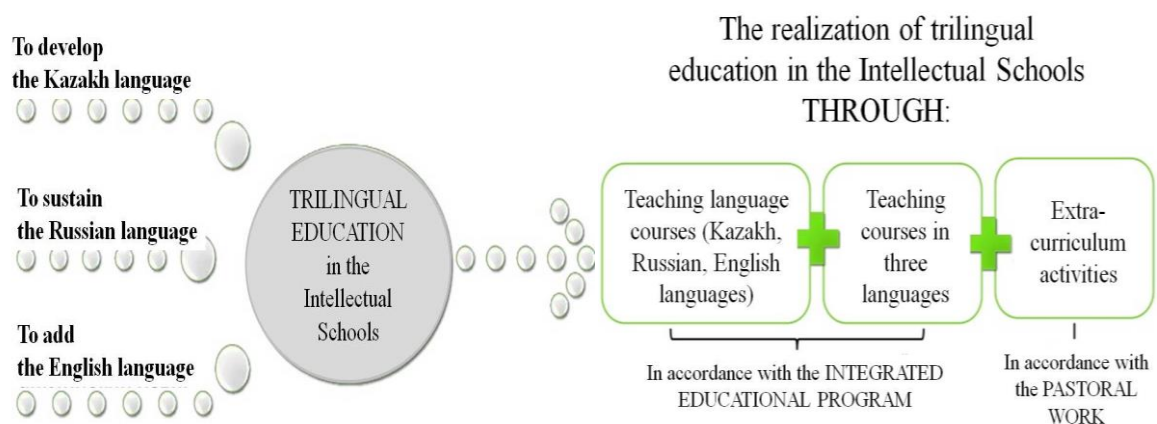 To develop
the Kazakh language
To sustain
the Russian language
To add
the English language
TRILINGUAL
EDUCATION
in the
Intellectual
Schools
The realization of trilingual
education in the Intellectual Schools
THROUGH:
Teaching language
courses (Kazakh,
Russian, English
languages)
Teaching
courses in
three
languages
Extra-
curriculum
activities
In accordance with the INTEGRATED
EDUCATIONAL PROGRAM
In accordance with
the PASTORAL
WORK